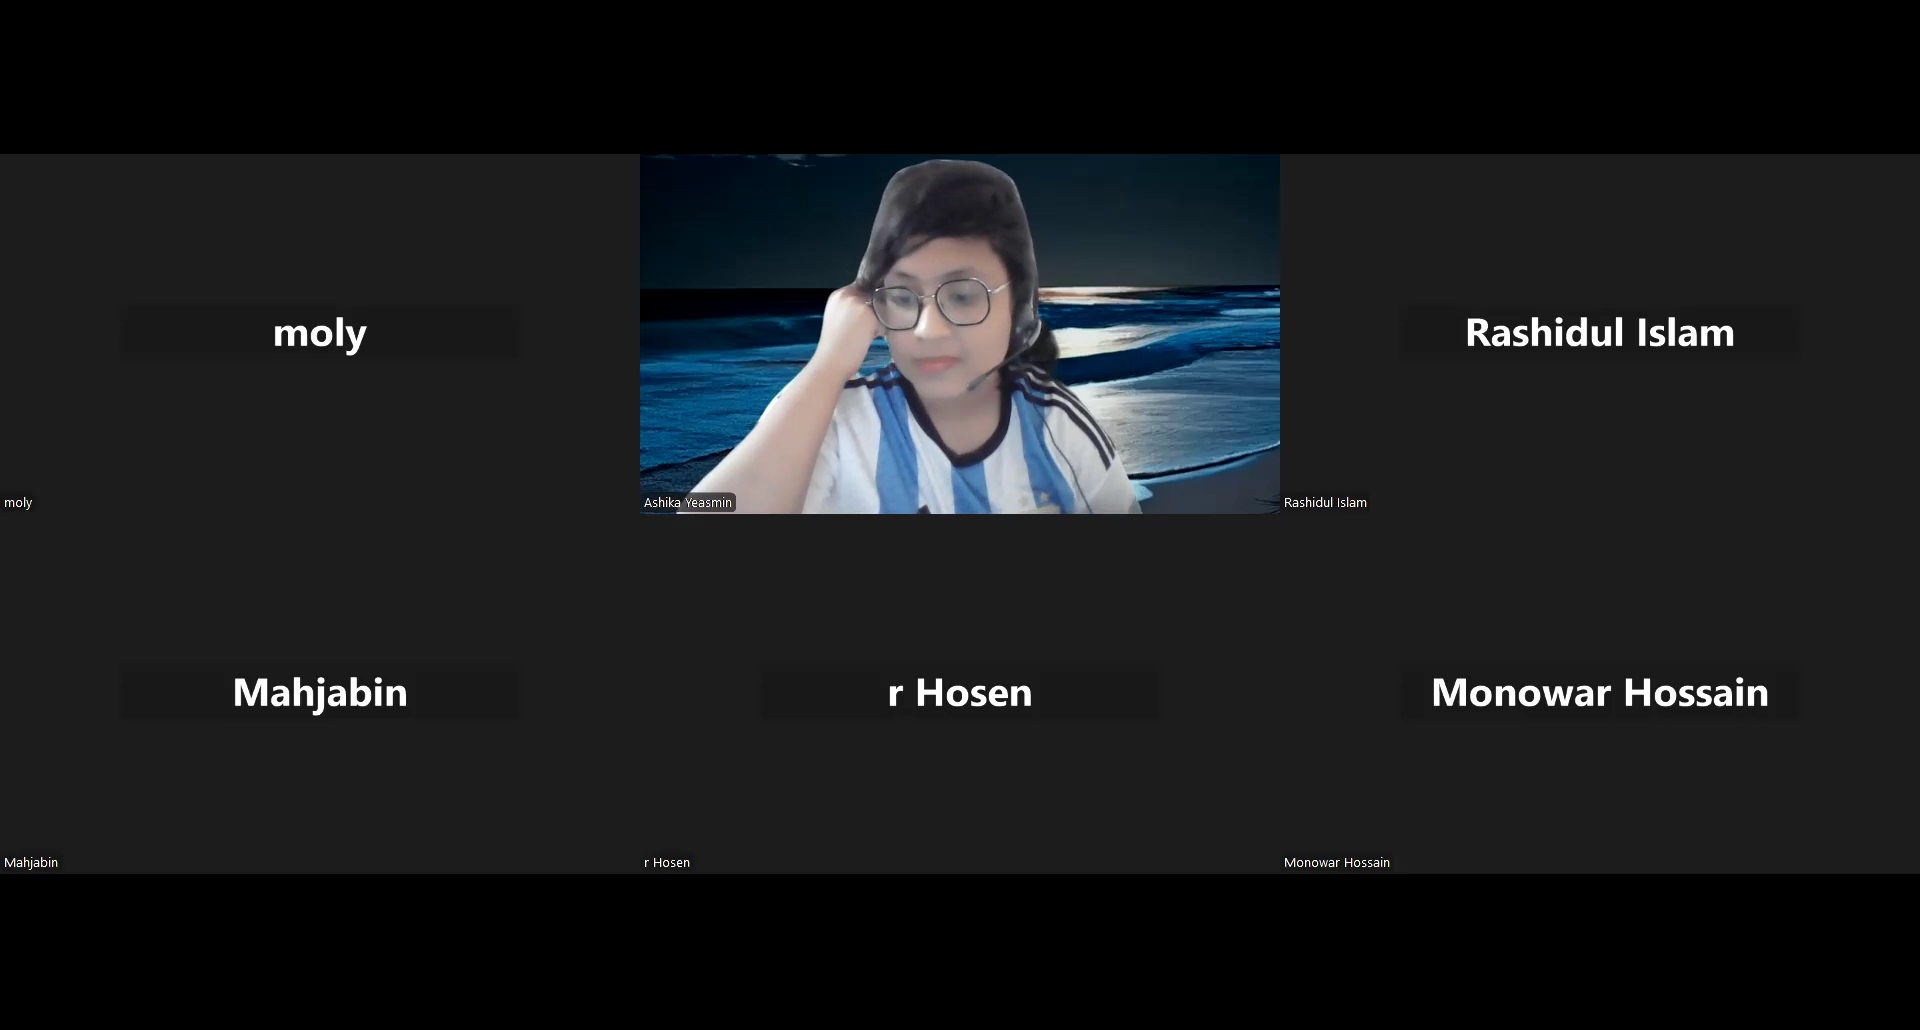 moly
Rashidul Islam
moly
Ashika Yeasmin
Rashidul Islam
Mahjabin
r Hosen
Monowar Hossain
Mahjabin
r Hosen
Monowar Hossain